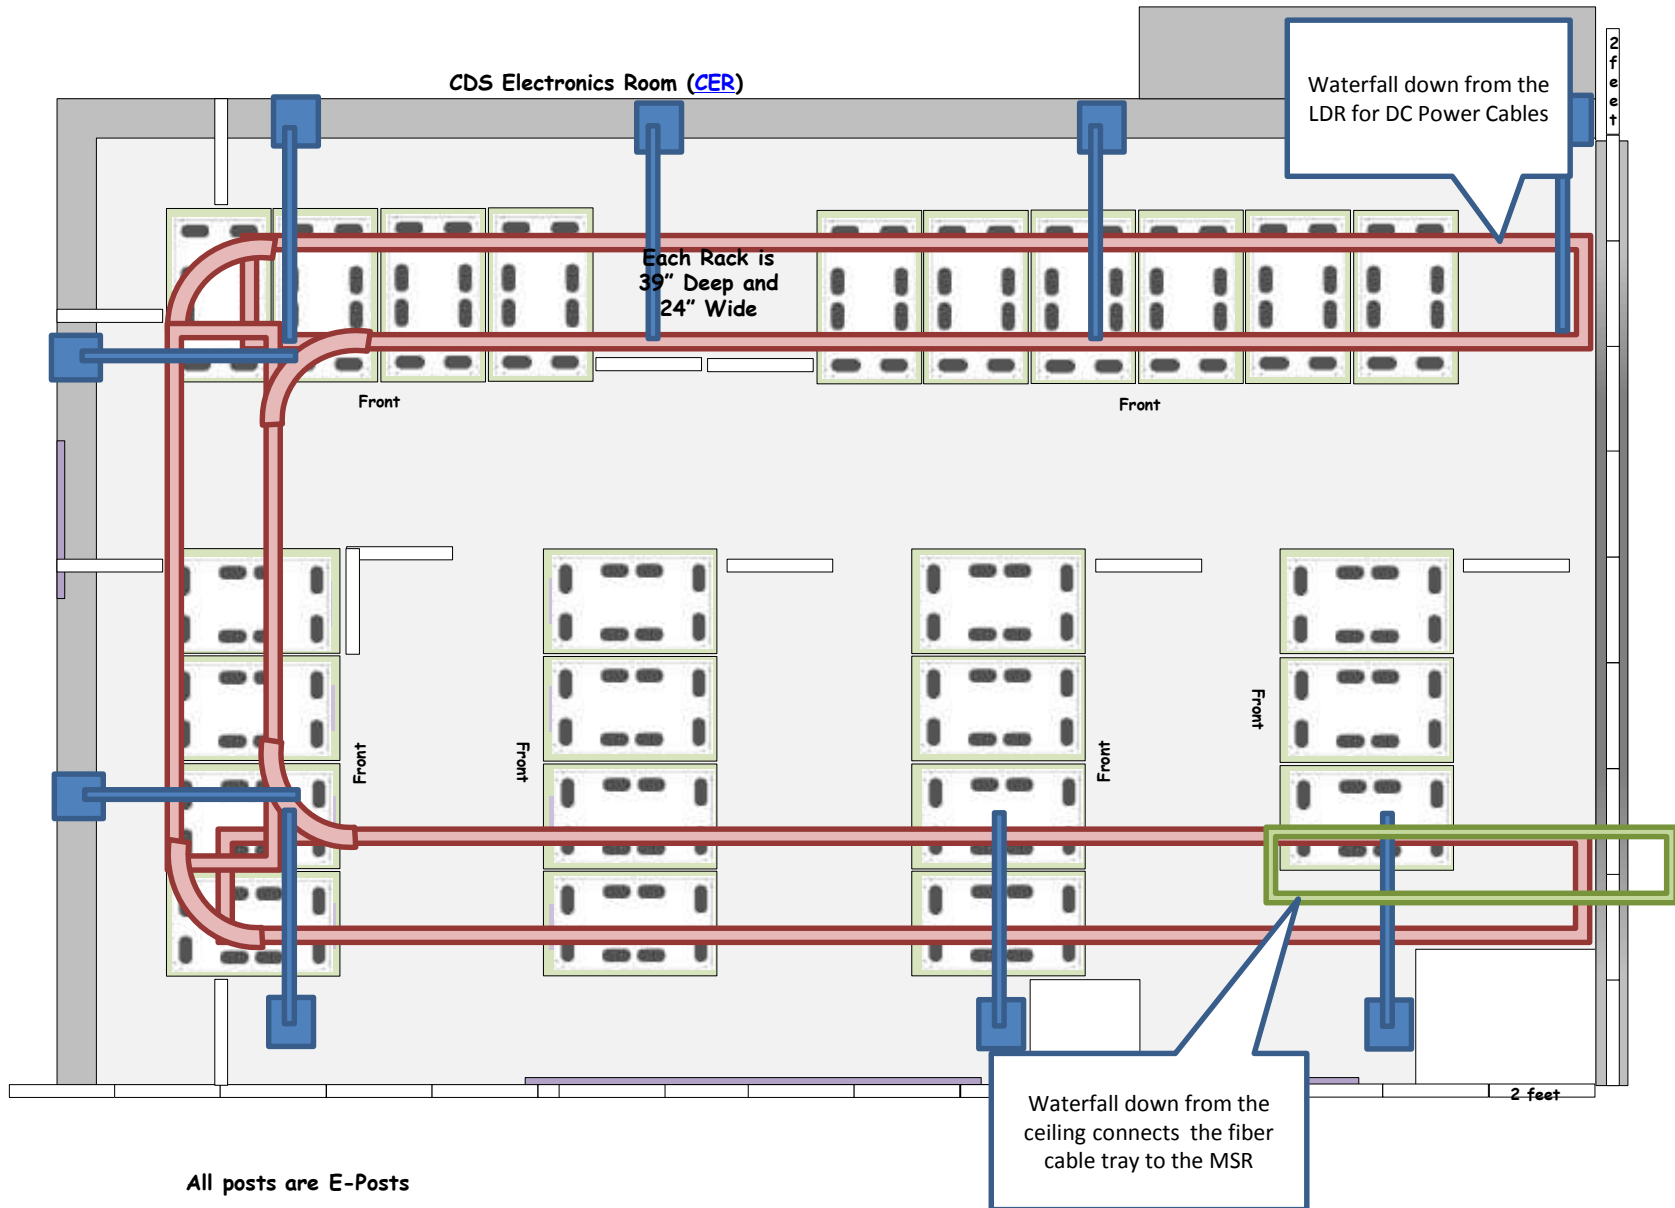 CDS Electronics Room (CER)
Waterfall down from the
LDR for DC Power Cables
2 feet
Each Rack is
39” Deep and
24” Wide
Front
Front
Front
Front
Front
Front
2 feet
Waterfall down from the
ceiling connects the fiber
cable tray to the MSR
All posts are E-Posts